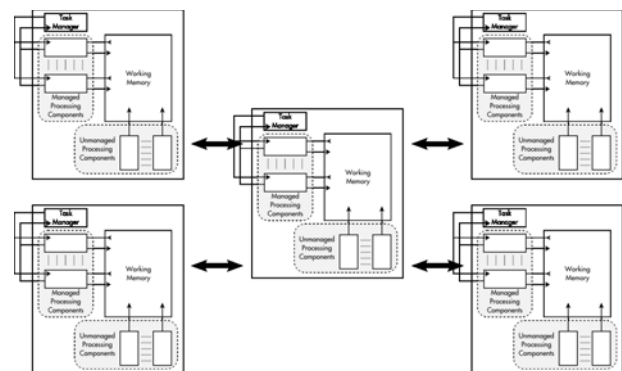 Task
Manager
Working
Memory
Managed
Processing
Components
Unmanaged
Processing
Components
Task
Manager
Working
Memory
Managed
Processing
Components
Unmanaged
Processing
Components
Task
Manager
Working
Memory
Managed
Processing
Components
Unmanaged
Processing
Components
Task
Manager
Working
Memory
Managed
Processing
Components
Unmanaged
Processing
Components
Task
Manager
Working
Memory
Managed
Processing
Components
Unmanaged
Processing
Components